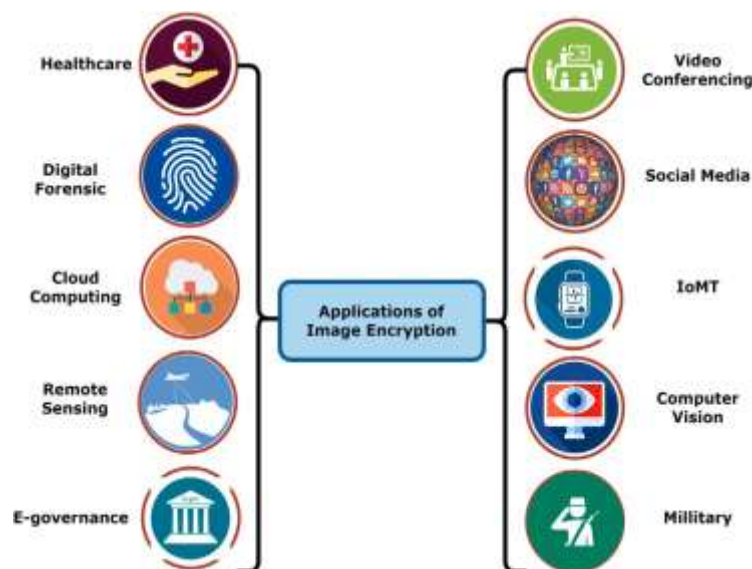 Healthcare
Digital
Forensic
Cloud
Computing
Remote
Sensing
E-governance
Applications of
Image Encryption
Video
Conferencing
Social Media
IoMT
Computer
Vision
Millitary